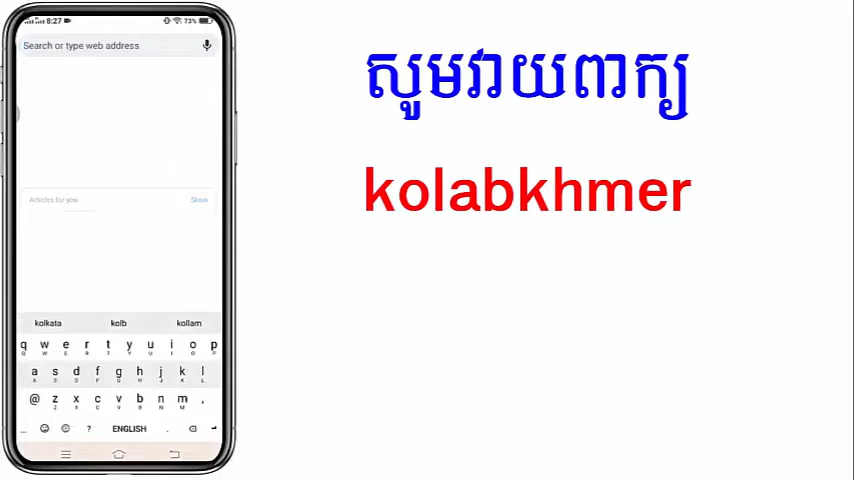 8:27
73%
Search or type web address
Articles for you
Show
kolkata kolb kollam
q w e r t y u i o p
Q W E R T Y U I O P
a s d f g h j k l
A S D F G H J K L
@ z x c v b n m ,
Z X C V B N M
? ENGLISH .
សូមវាយពាក្យ
kolabkhmer